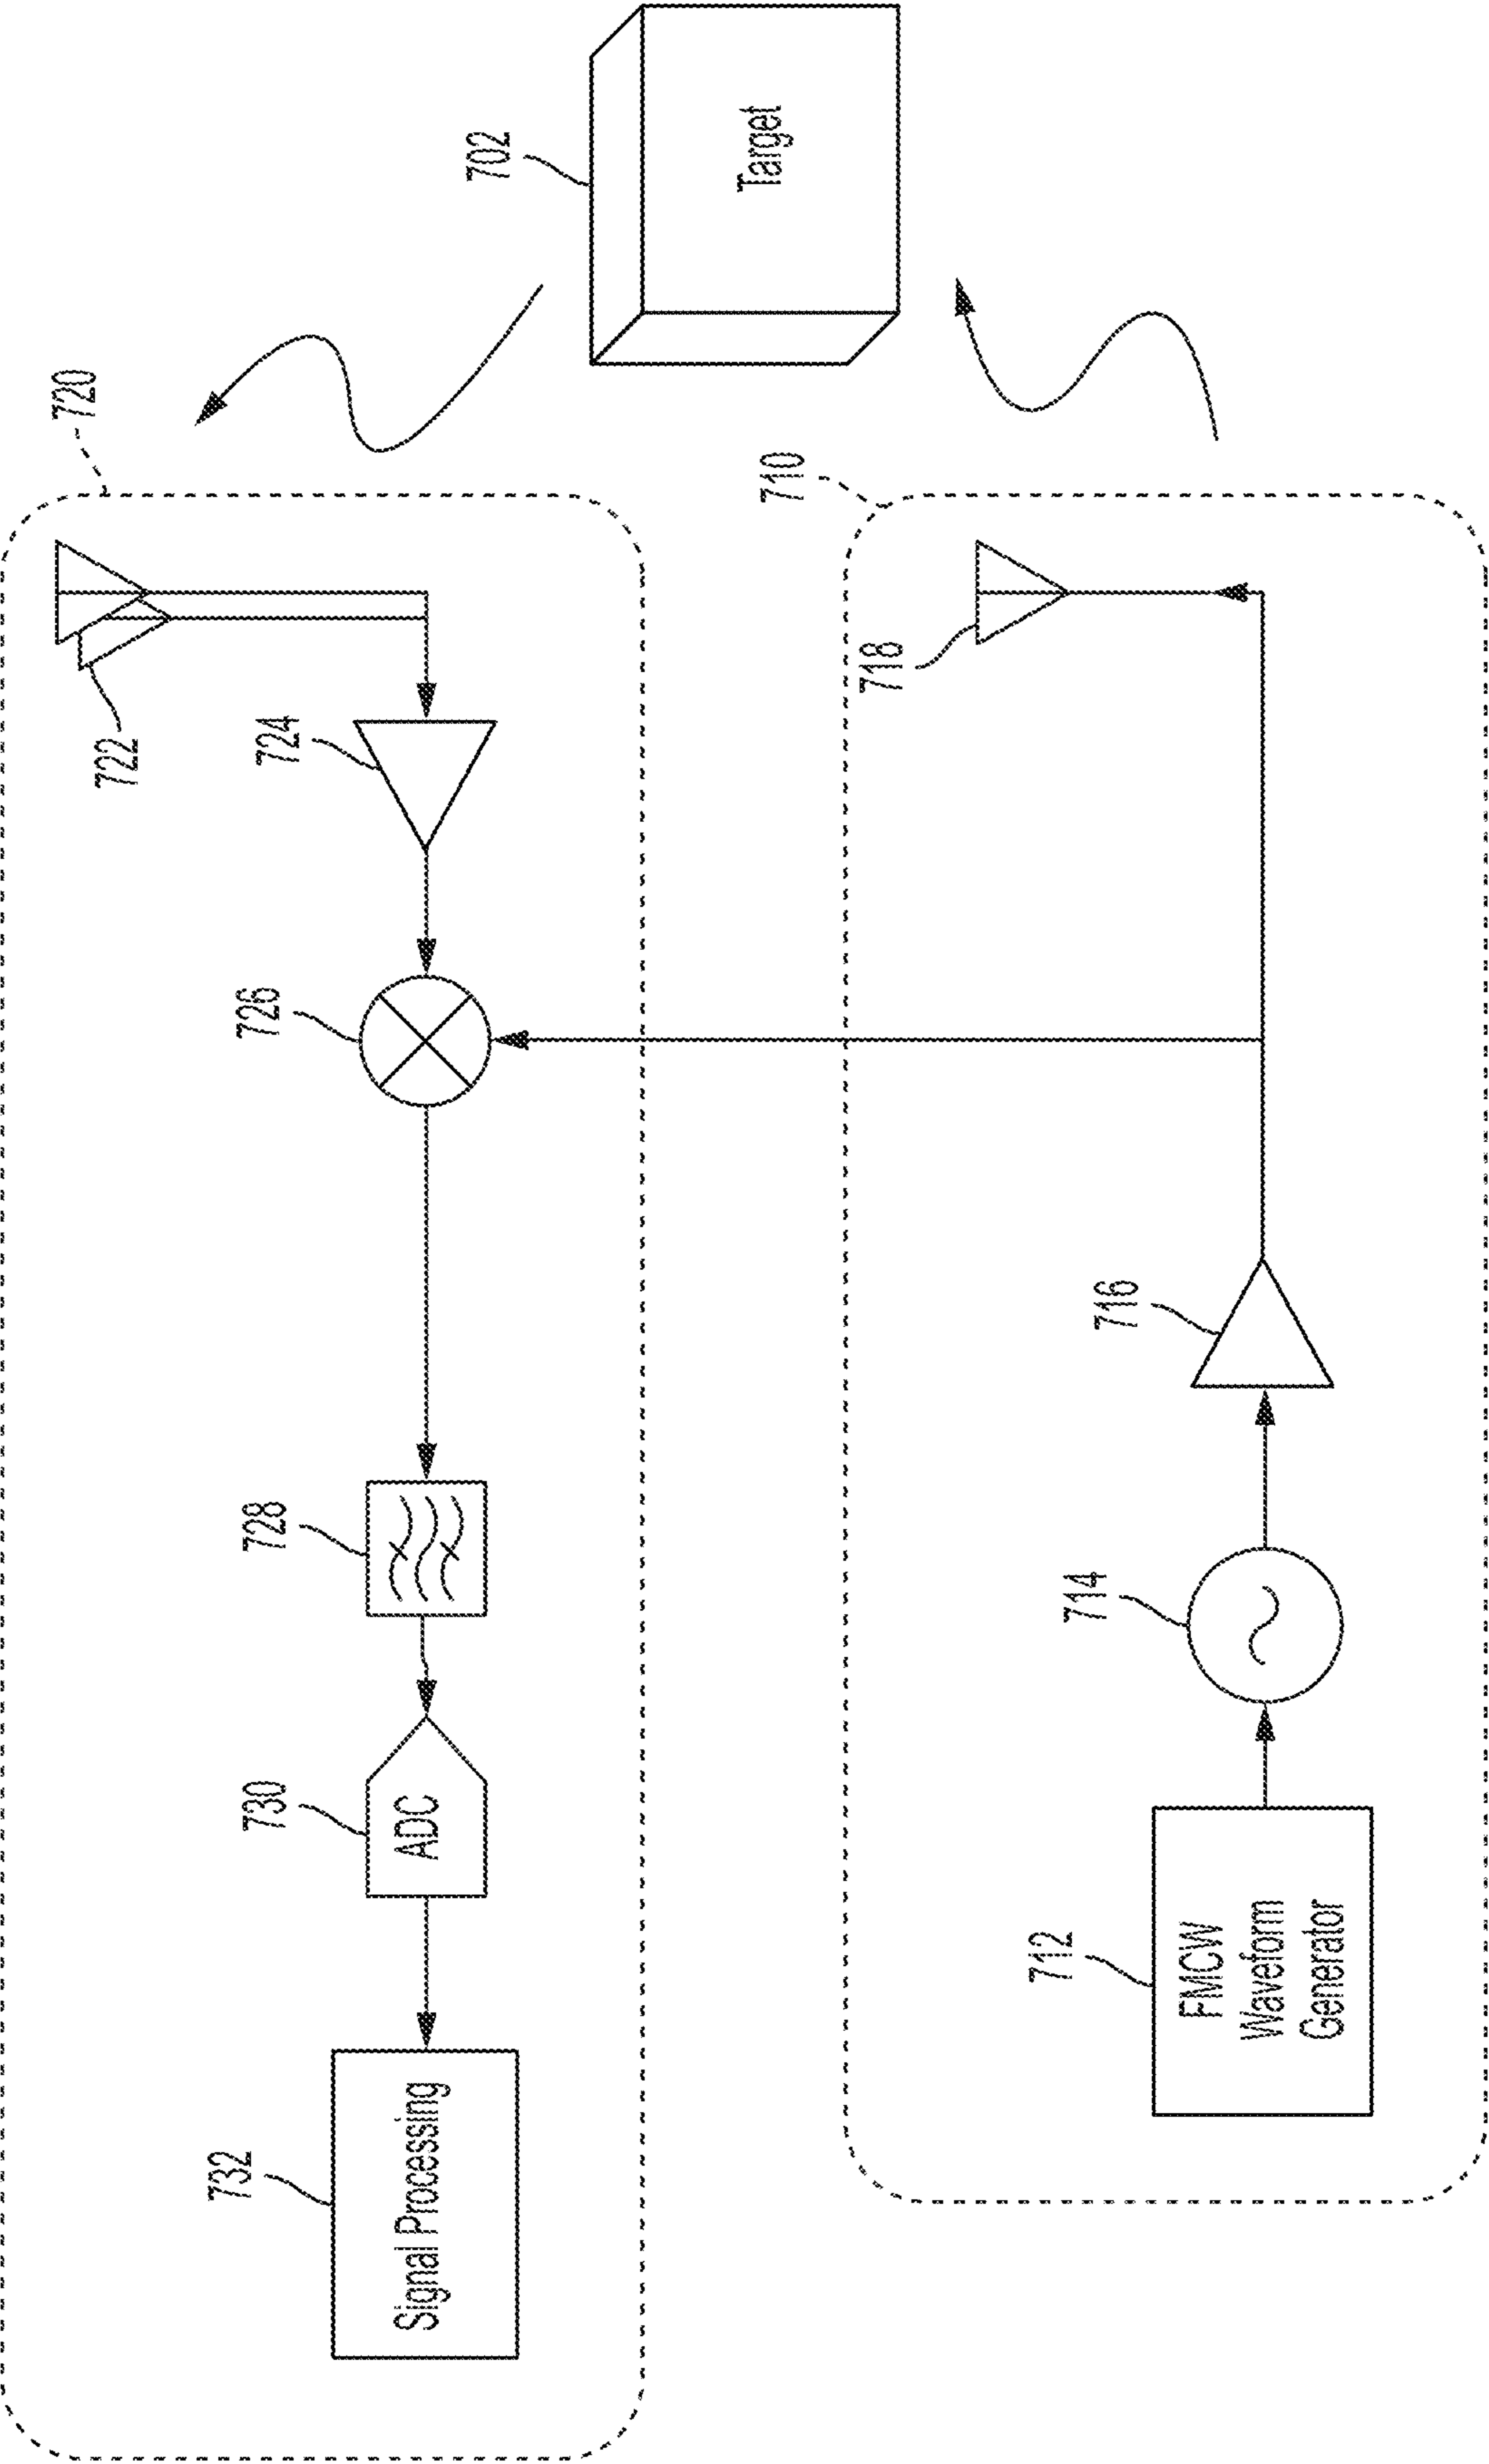 720
722
724
726
728
730
ADC
732
Signal Processing
702
Target
710
718
716
714
712
FMCW
Waveform
Generator